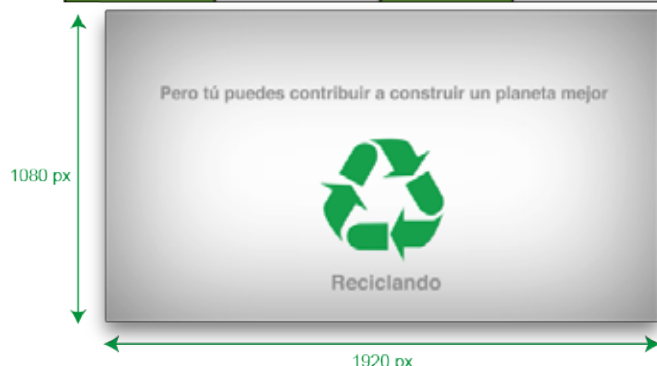 Pero tú puedes contribuir a construir un planeta mejor
1080 px
Reciclando
1920 px